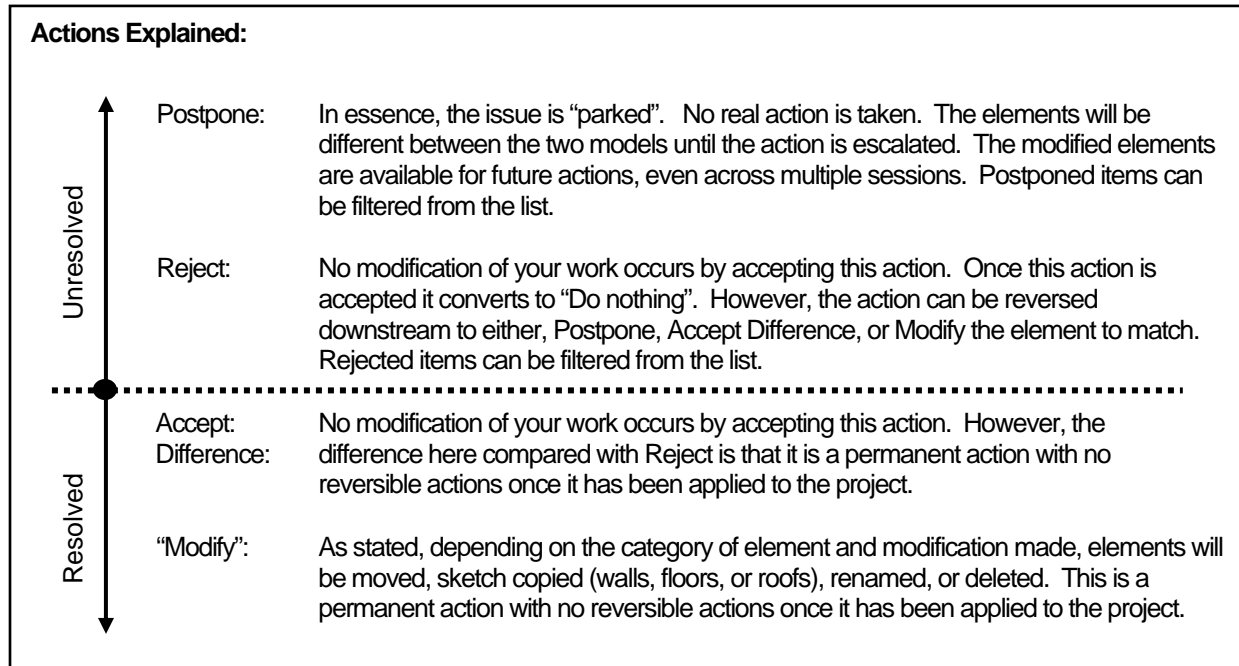 Actions Explained:
Unresolved
Postpone: In essence, the issue is “parked”. No real action is taken. The elements will be
different between the two models until the action is escalated. The modified elements
are available for future actions, even across multiple sessions. Postponed items can
be filtered from the list.
Reject: No modification of your work occurs by accepting this action. Once this action is
accepted it converts to “Do nothing”. However, the action can be reversed
downstream to either, Postpone, Accept Difference, or Modify the element to match.
Rejected items can be filtered from the list.
Resolved
Accept: No modification of your work occurs by accepting this action. However, the
Difference: difference here compared with Reject is that it is a permanent action with no
reversible actions once it has been applied to the project.
“Modify”: As stated, depending on the category of element and modification made, elements will
be moved, sketch copied (walls, floors, or roofs), renamed, or deleted. This is a
permanent action with no reversible actions once it has been applied to the project.